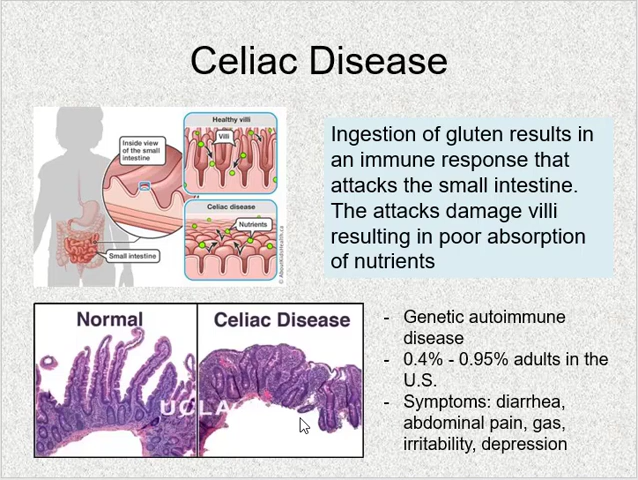 Celiac Disease
Healthy villi
Villi
Inside view
of the small
intestine
Celiac disease
Nutrients
Small intestine
© AboutKidsHealth.ca
Ingestion of gluten results in
an immune response that
attacks the small intestine.
The attacks damage villi
resulting in poor absorption
of nutrients
Normal
Celiac Disease
UCLA
- Genetic autoimmune
disease
- 0.4% - 0.95% adults in the
U.S.
- Symptoms: diarrhea,
abdominal pain, gas,
irritability, depression